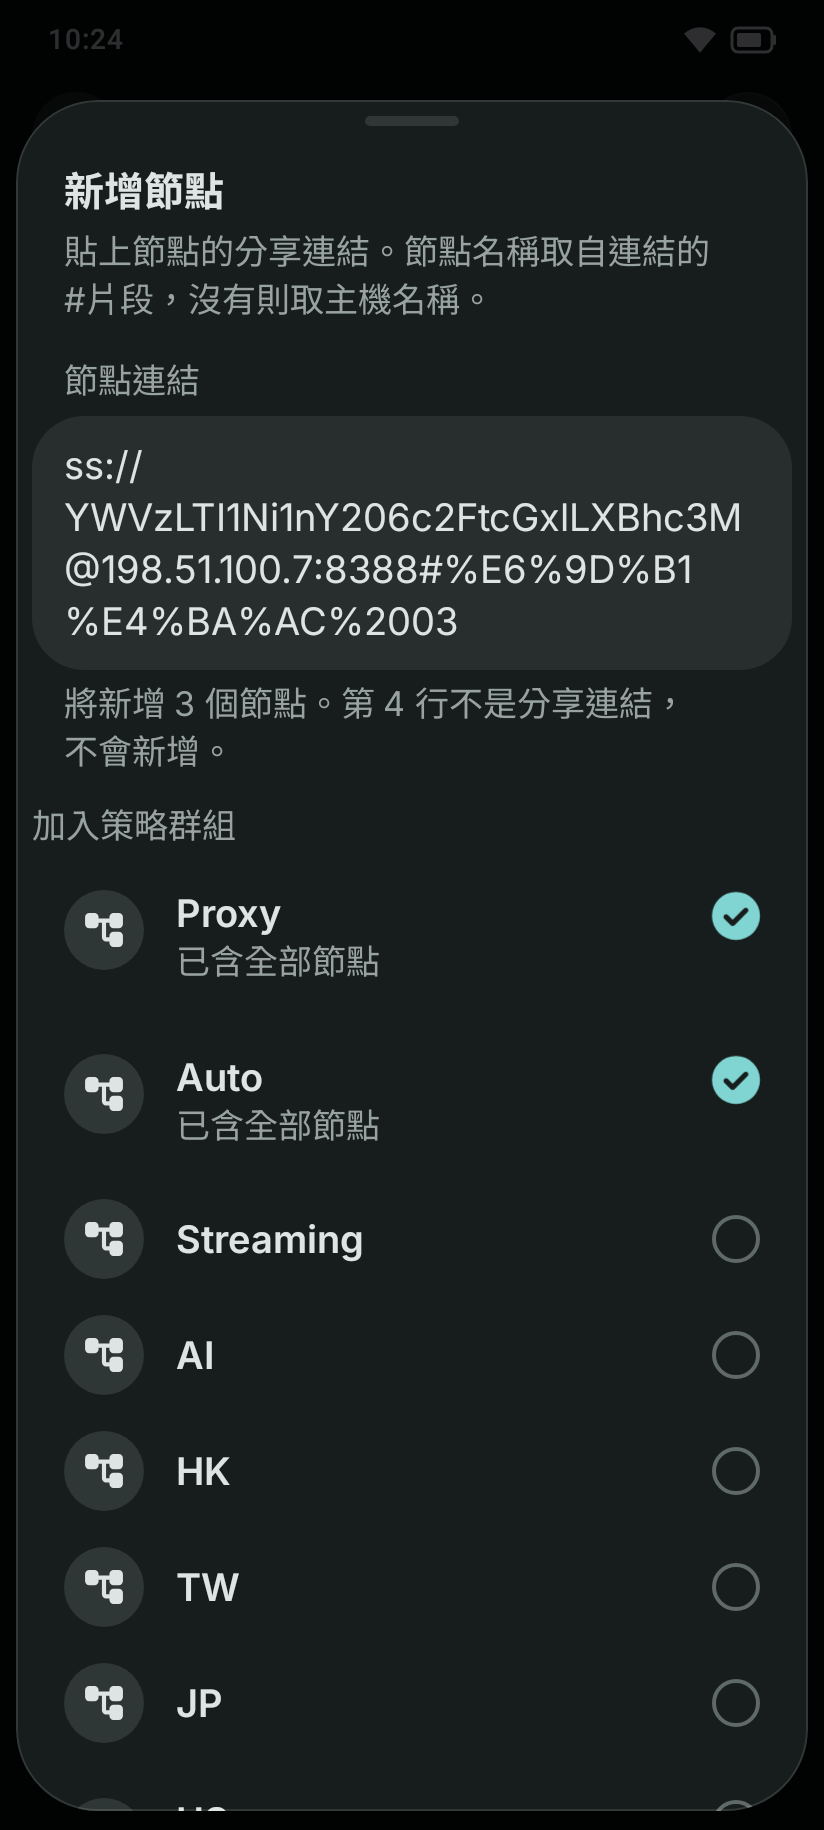 10:24
新增節點
貼上節點的分享連結。節點名稱取自連結的
#片段，沒有則取主機名稱。
節點連結
ss://
YWVzLTI1Ni1nY206c2FtcGxlLXBhc3M
@198.51.100.7:8388#%E6%9D%B1
%E4%BA%AC%2003
將新增 3 個節點。第 4 行不是分享連結，
不會新增。
加入策略群組
Proxy
已含全部節點
Auto
已含全部節點
Streaming
AI
HK
TW
JP